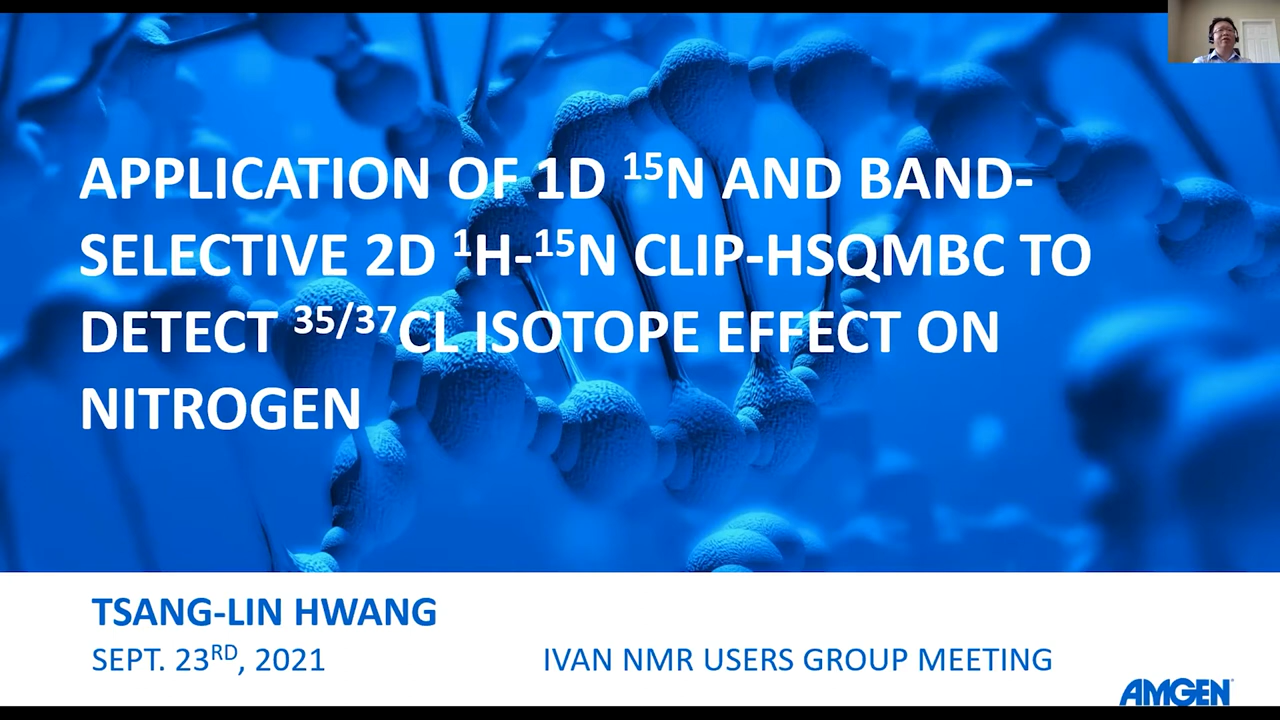 APPLICATION OF 1D ¹⁵N AND BAND-
SELECTIVE 2D ¹H-¹⁵N CLIP-HSQMBC TO
DETECT ³⁵/³⁷CL ISOTOPE EFFECT ON
NITROGEN
TSANG-LIN HWANG
SEPT. 23ᴿᴰ, 2021 IVAN NMR USERS GROUP MEETING
AMGEN®